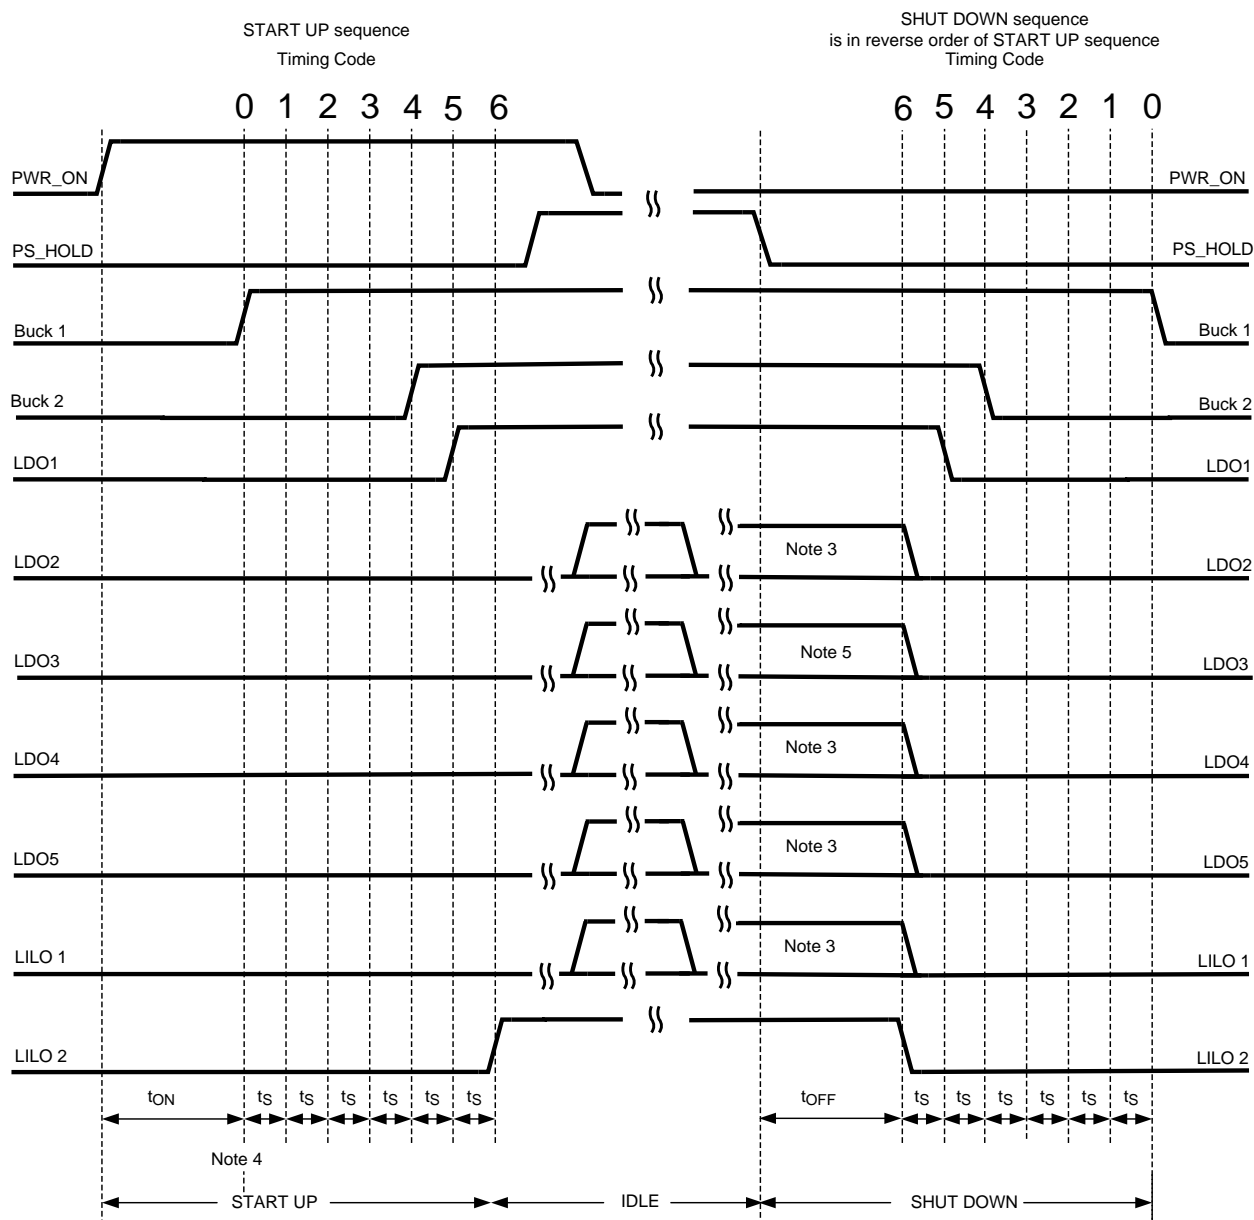 START UP sequence
Timing Code
SHUT DOWN sequence
is in reverse order of START UP sequence
Timing Code
0 1 2 3 4 5 6
6 5 4 3 2 1 0
PWR_ON
PWR_ON
PS_HOLD
PS_HOLD
Buck 1
Buck 1
Buck 2
Buck 2
LDO1
LDO1
LDO2
Note 3
LDO2
LDO3
Note 5
LDO3
LDO4
Note 3
LDO4
LDO5
Note 3
LDO5
LILO 1
Note 3
LILO 1
LILO 2
LILO 2
tON tS tS tS tS tS tS
tOFF tS tS tS tS tS tS
Note 4
START UP
IDLE
SHUT DOWN